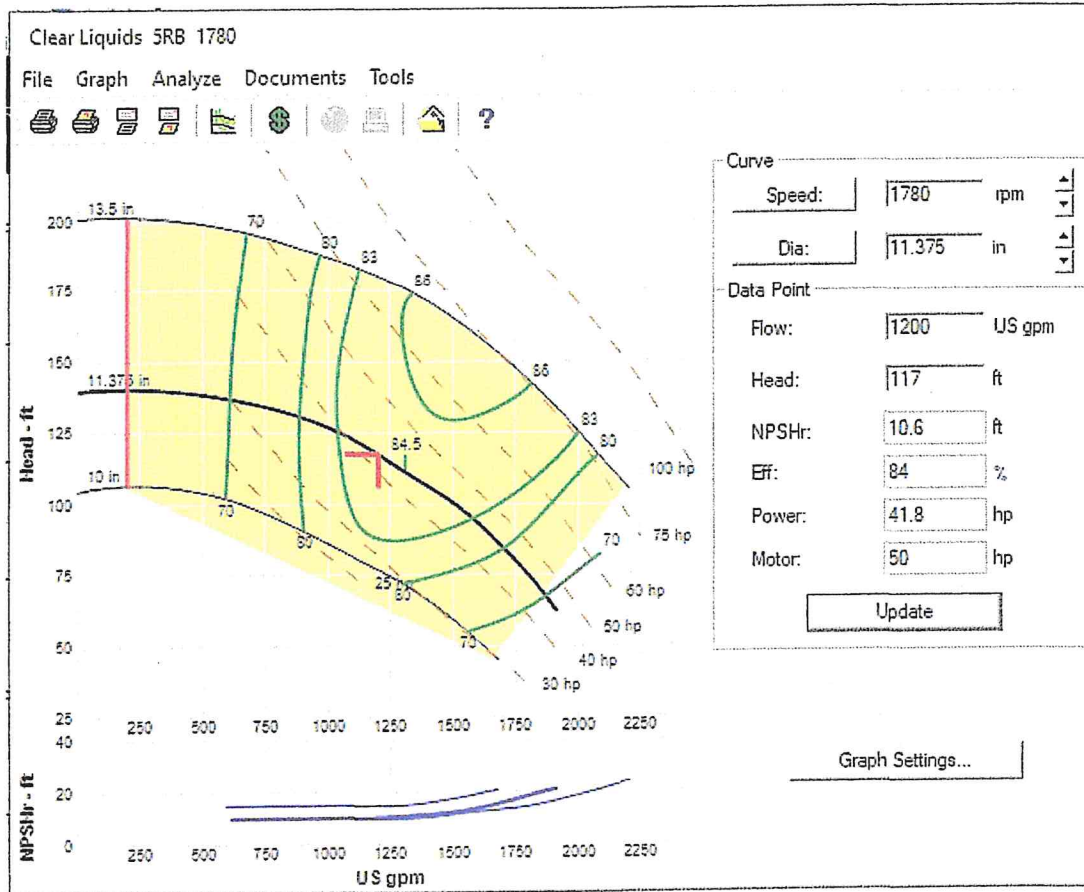 Clear Liquids 5RB 1780
File Graph Analyze Documents Tools
$ ?
Curve
Speed: 1780 rpm
Dia: 11.375 in
Data Point
Flow: 1200 US gpm
Head: 117 ft
NPSHr: 10.6 ft
Eff: 84 %
Power: 41.8 hp
Motor: 50 hp
Update
Graph Settings...
Head - ft
200
175
150
125
100
75
50
25
13.5 in
11.375 in
10 in
70
80
83
86
86
83
80
70
84.5
70
80
80
70
25
100 hp
75 hp
60 hp
50 hp
40 hp
30 hp
250 500 750 1000 1250 1500 1750 2000 2250
NPSHr - ft
40
20
0
250 500 750 1000 1250 1500 1750 2000 2250
US gpm